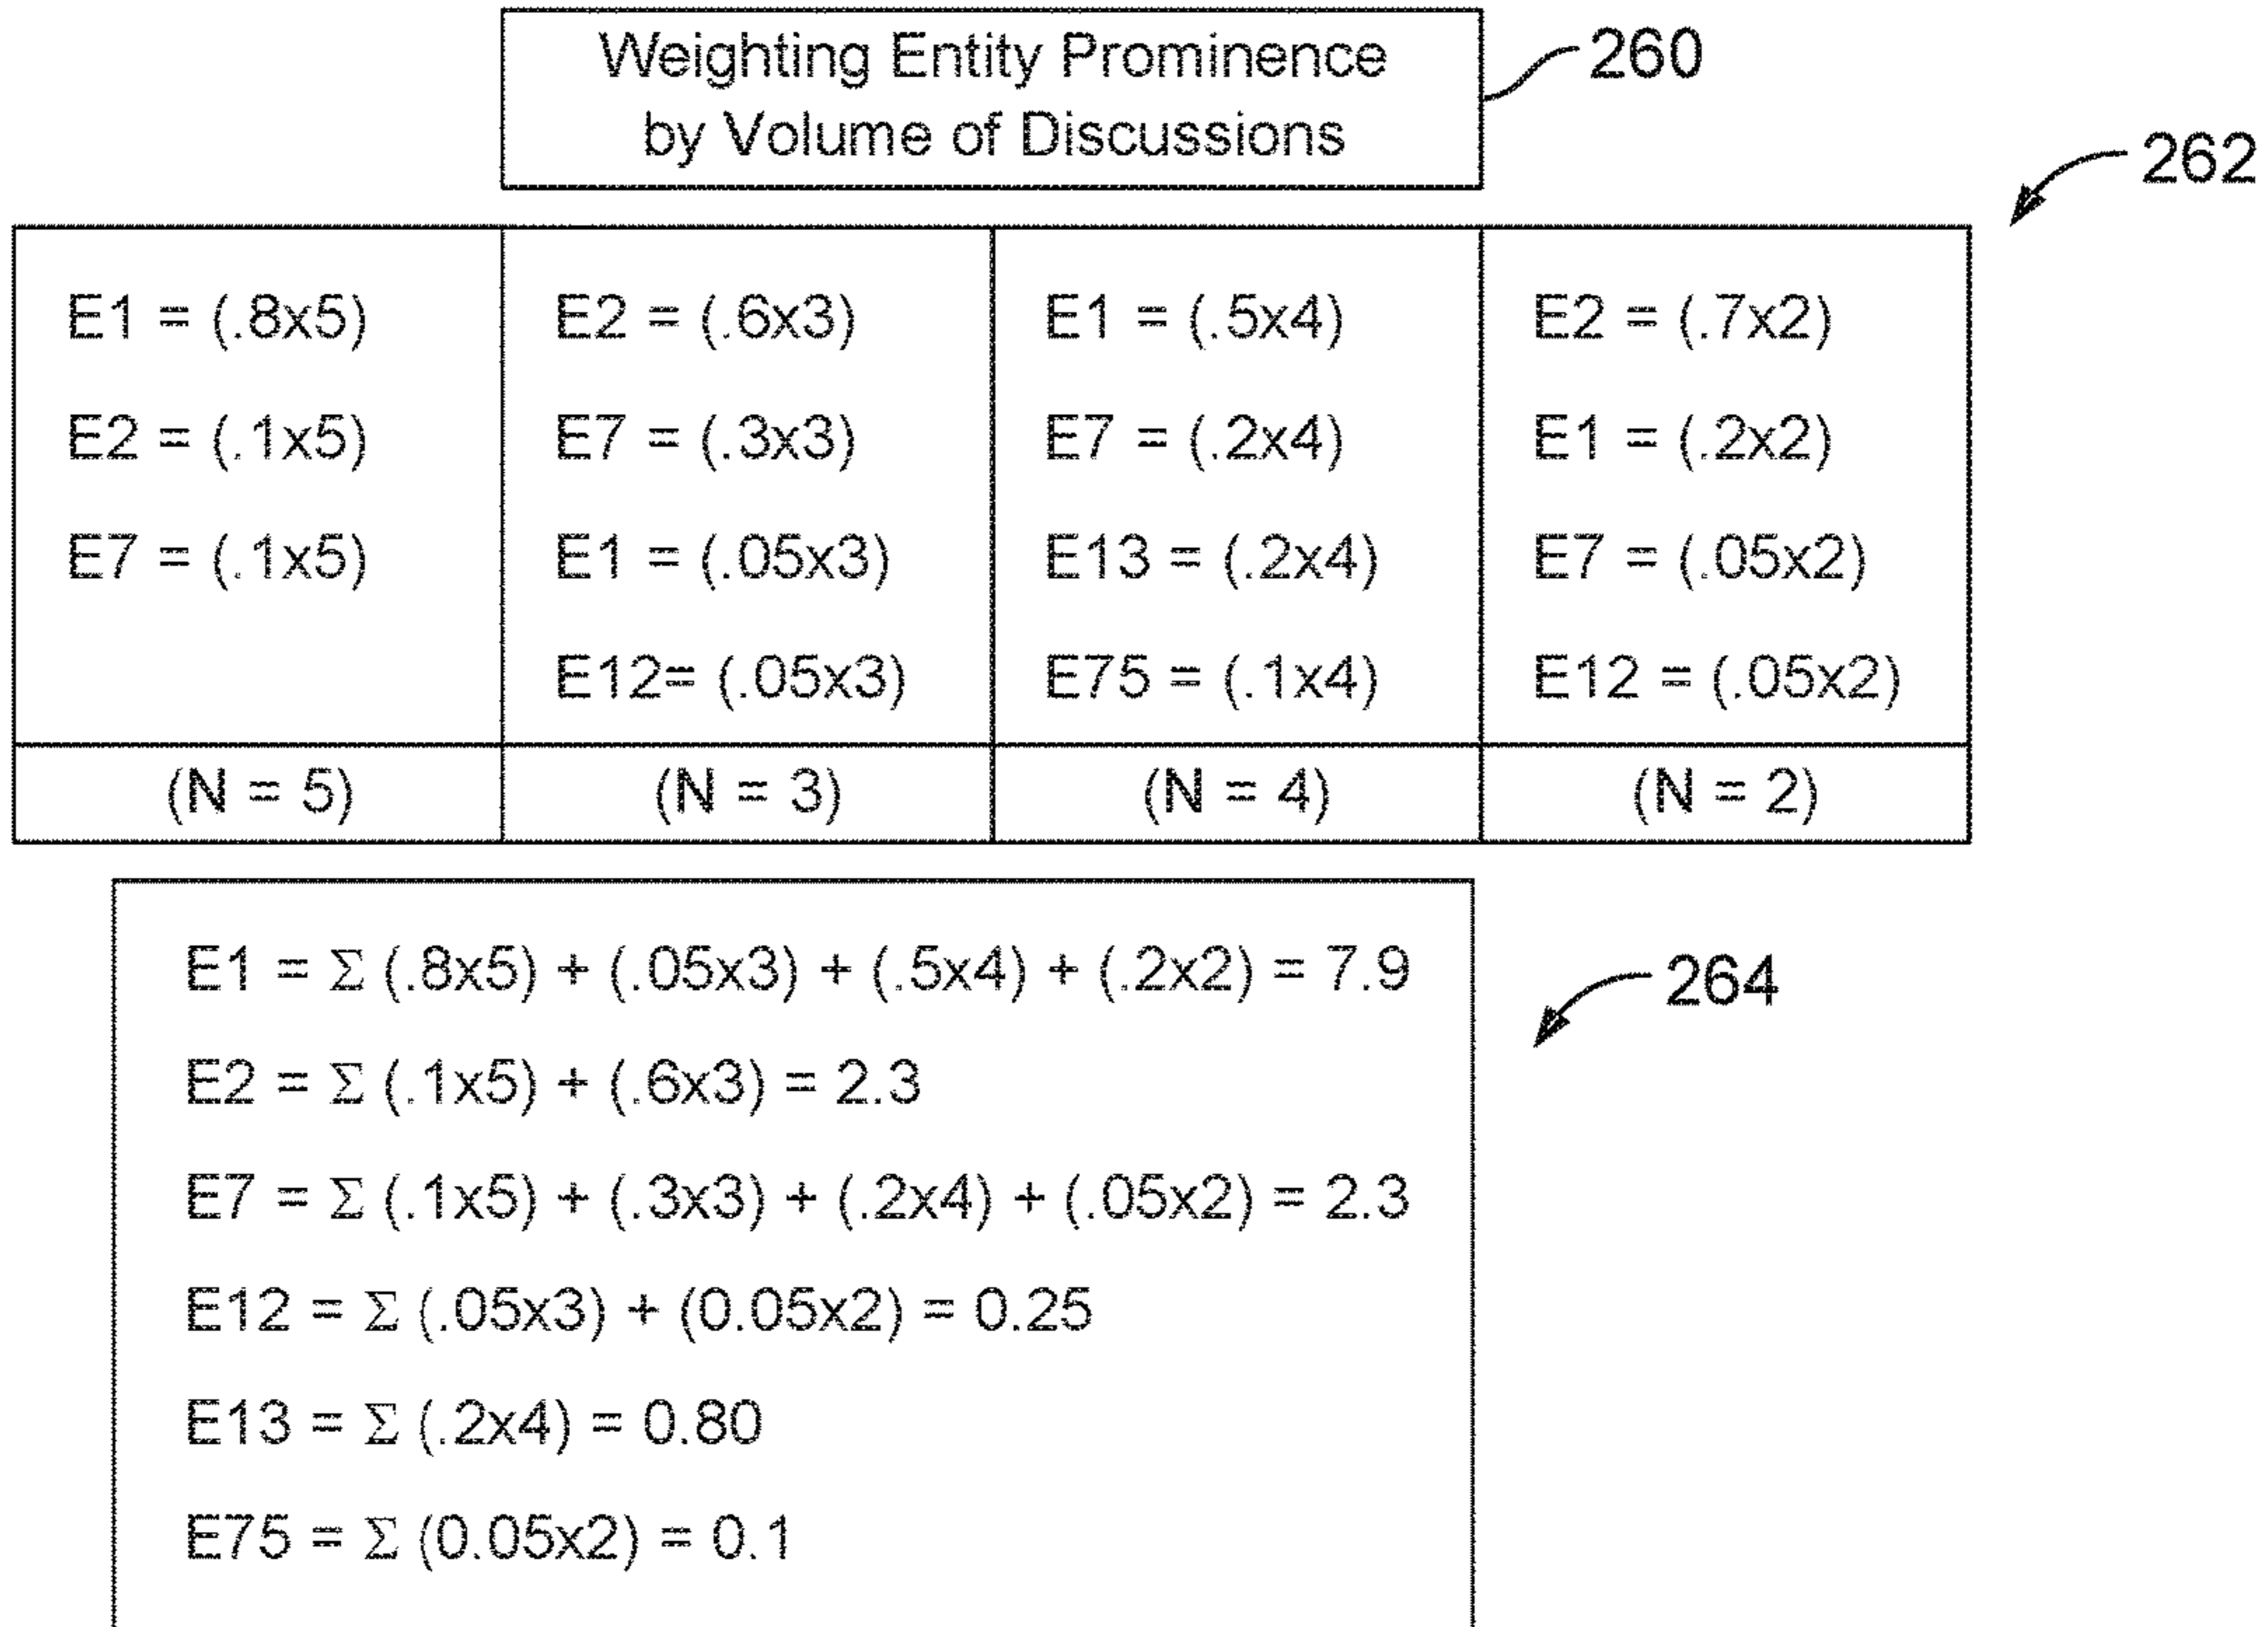 Weighting Entity Prominence
by Volume of Discussions
260
262
E1 = (.8x5)
E2 = (.1x5)
E7 = (.1x5)
(N = 5)
E2 = (.6x3)
E7 = (.3x3)
E1 = (.05x3)
E12= (.05x3)
(N = 3)
E1 = (.5x4)
E7 = (.2x4)
E13 = (.2x4)
E75 = (.1x4)
(N = 4)
E2 = (.7x2)
E1 = (.2x2)
E7 = (.05x2)
E12 = (.05x2)
(N = 2)
E1 = Σ (.8x5) + (.05x3) + (.5x4) + (.2x2) = 7.9
E2 = Σ (.1x5) + (.6x3) = 2.3
E7 = Σ (.1x5) + (.3x3) + (.2x4) + (.05x2) = 2.3
E12 = Σ (.05x3) + (0.05x2) = 0.25
E13 = Σ (.2x4) = 0.80
E75 = Σ (0.05x2) = 0.1
264